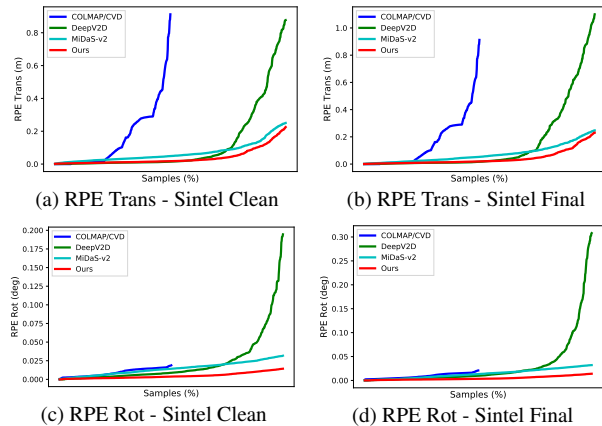 COLMAP/CVD
DeepV2D
MiDaS-v2
Ours
RPE Trans (m)
0.8
0.6
0.4
0.2
0.0
Samples (%)
(a) RPE Trans - Sintel Clean
COLMAP/CVD
DeepV2D
MiDaS-v2
Ours
RPE Trans (m)
1.0
0.8
0.6
0.4
0.2
0.0
Samples (%)
(b) RPE Trans - Sintel Final
COLMAP/CVD
DeepV2D
MiDaS-v2
Ours
RPE Rot (deg)
0.200
0.175
0.150
0.125
0.100
0.075
0.050
0.025
0.000
Samples (%)
(c) RPE Rot - Sintel Clean
COLMAP/CVD
DeepV2D
MiDaS-v2
Ours
RPE Rot (deg)
0.30
0.25
0.20
0.15
0.10
0.05
0.00
Samples (%)
(d) RPE Rot - Sintel Final